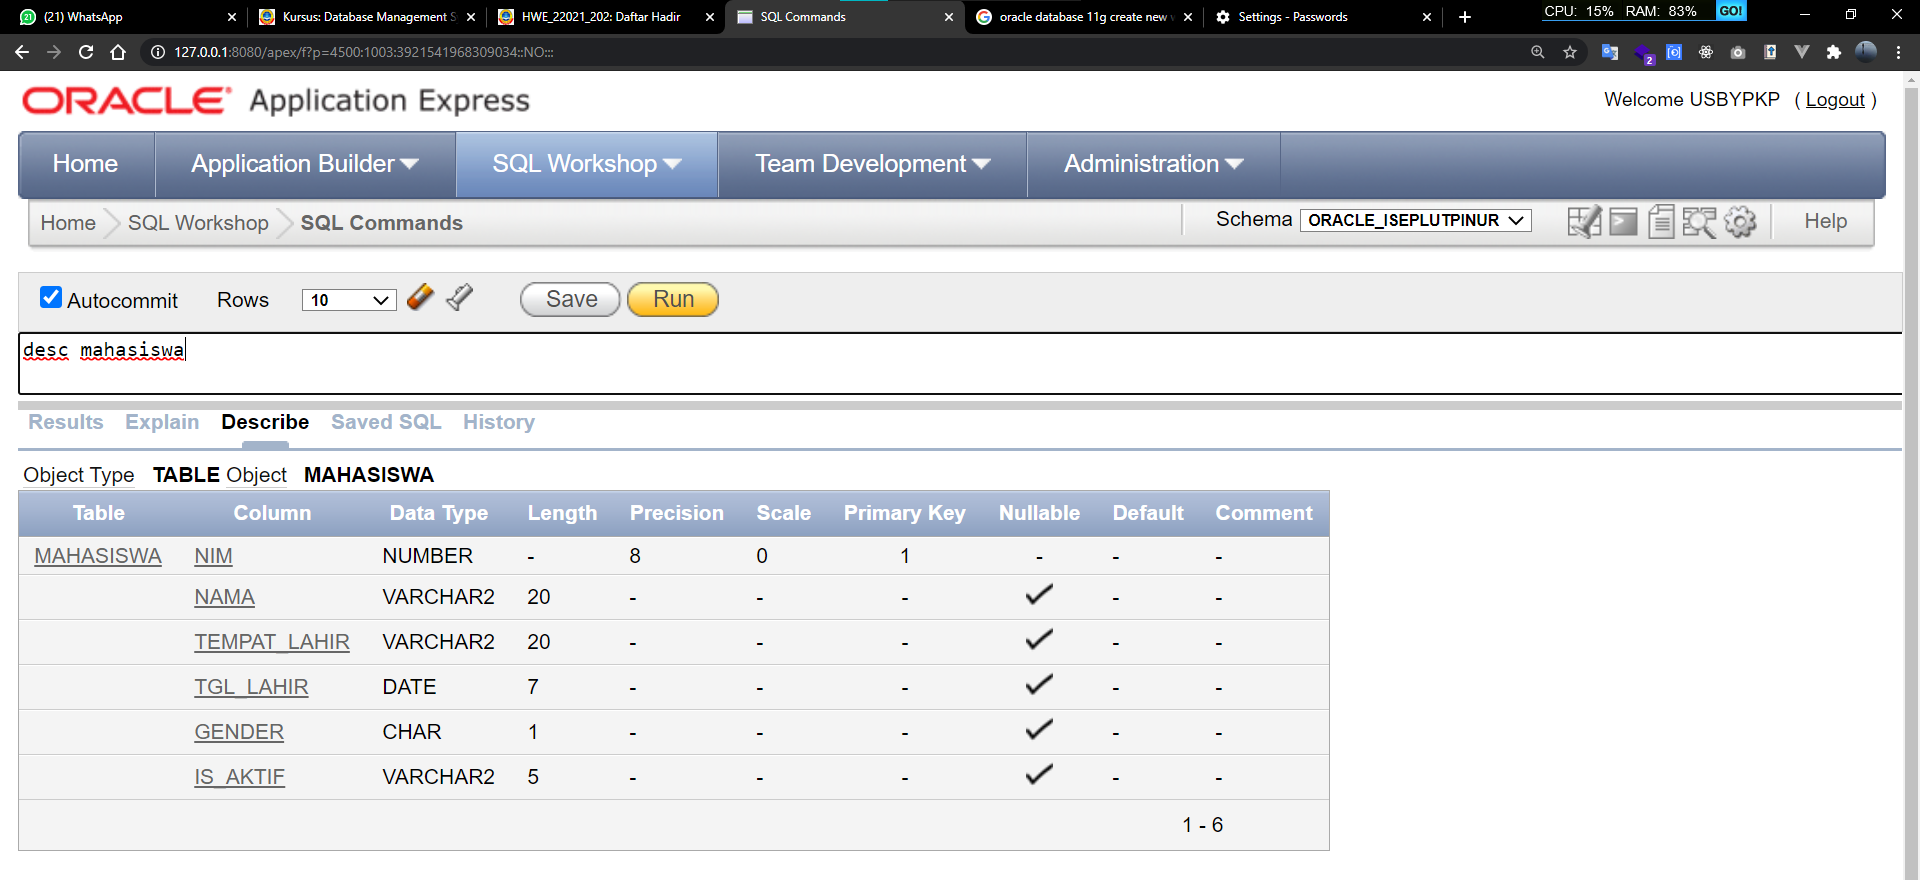 (21) WhatsApp
Kursus: Database Management S
HWE_22021_202: Daftar Hadir
SQL Commands
oracle database 11g create new
Settings - Passwords
CPU: 15% RAM: 83% GO!
127.0.0.1:8080/apex/f?p=4500:1003:3921541968309034::NO:::
2
ORACLE Application Express
Welcome USBYPKP ( Logout )
Home Application Builder SQL Workshop Team Development Administration
Home SQL Workshop SQL Commands Schema ORACLE_ISEPLUTPINUR Help
Autocommit Rows 10 Save Run
desc mahasiswa
Results Explain Describe Saved SQL History
Object Type TABLE Object MAHASISWA
Table Column Data Type Length Precision Scale Primary Key Nullable Default Comment
MAHASISWA NIM NUMBER - 8 0 1 - - -
NAMA VARCHAR2 20 - - - ✓ - -
TEMPAT_LAHIR VARCHAR2 20 - - - ✓ - -
TGL_LAHIR DATE 7 - - - ✓ - -
GENDER CHAR 1 - - - ✓ - -
IS_AKTIF VARCHAR2 5 - - - ✓ - -
1 - 6